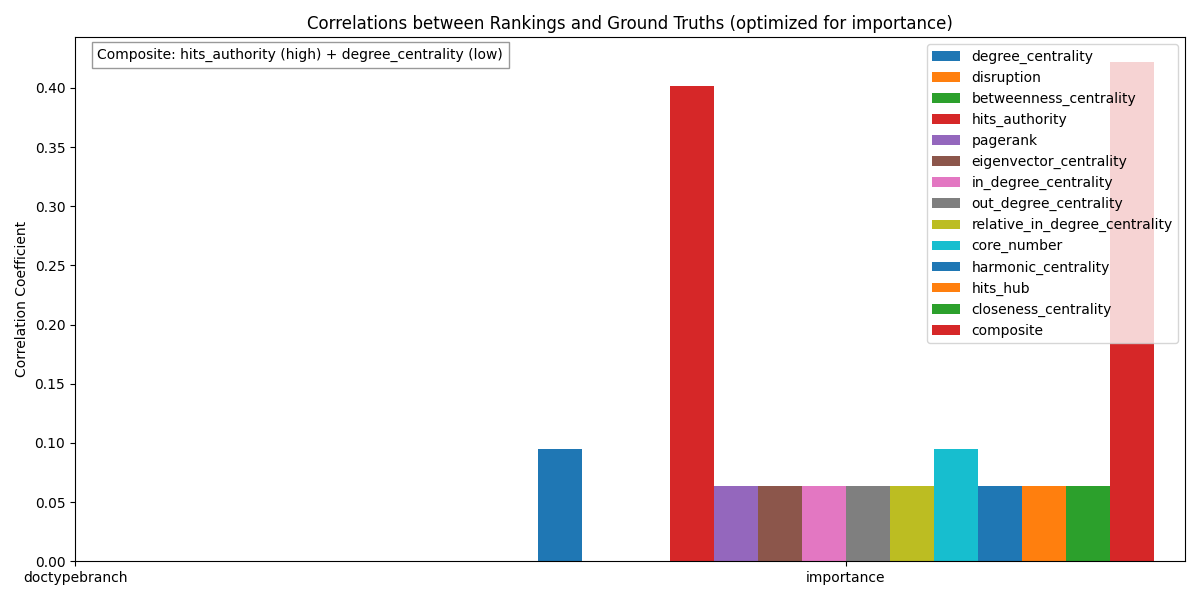 Correlations between Rankings and Ground Truths (optimized for importance)
Composite: hits_authority (high) + degree_centrality (low)
degree_centrality
disruption
betweenness_centrality
hits_authority
pagerank
eigenvector_centrality
in_degree_centrality
out_degree_centrality
relative_in_degree_centrality
core_number
harmonic_centrality
hits_hub
closeness_centrality
composite
Correlation Coefficient
0.40
0.35
0.30
0.25
0.20
0.15
0.10
0.05
0.00
doctypebranch
importance